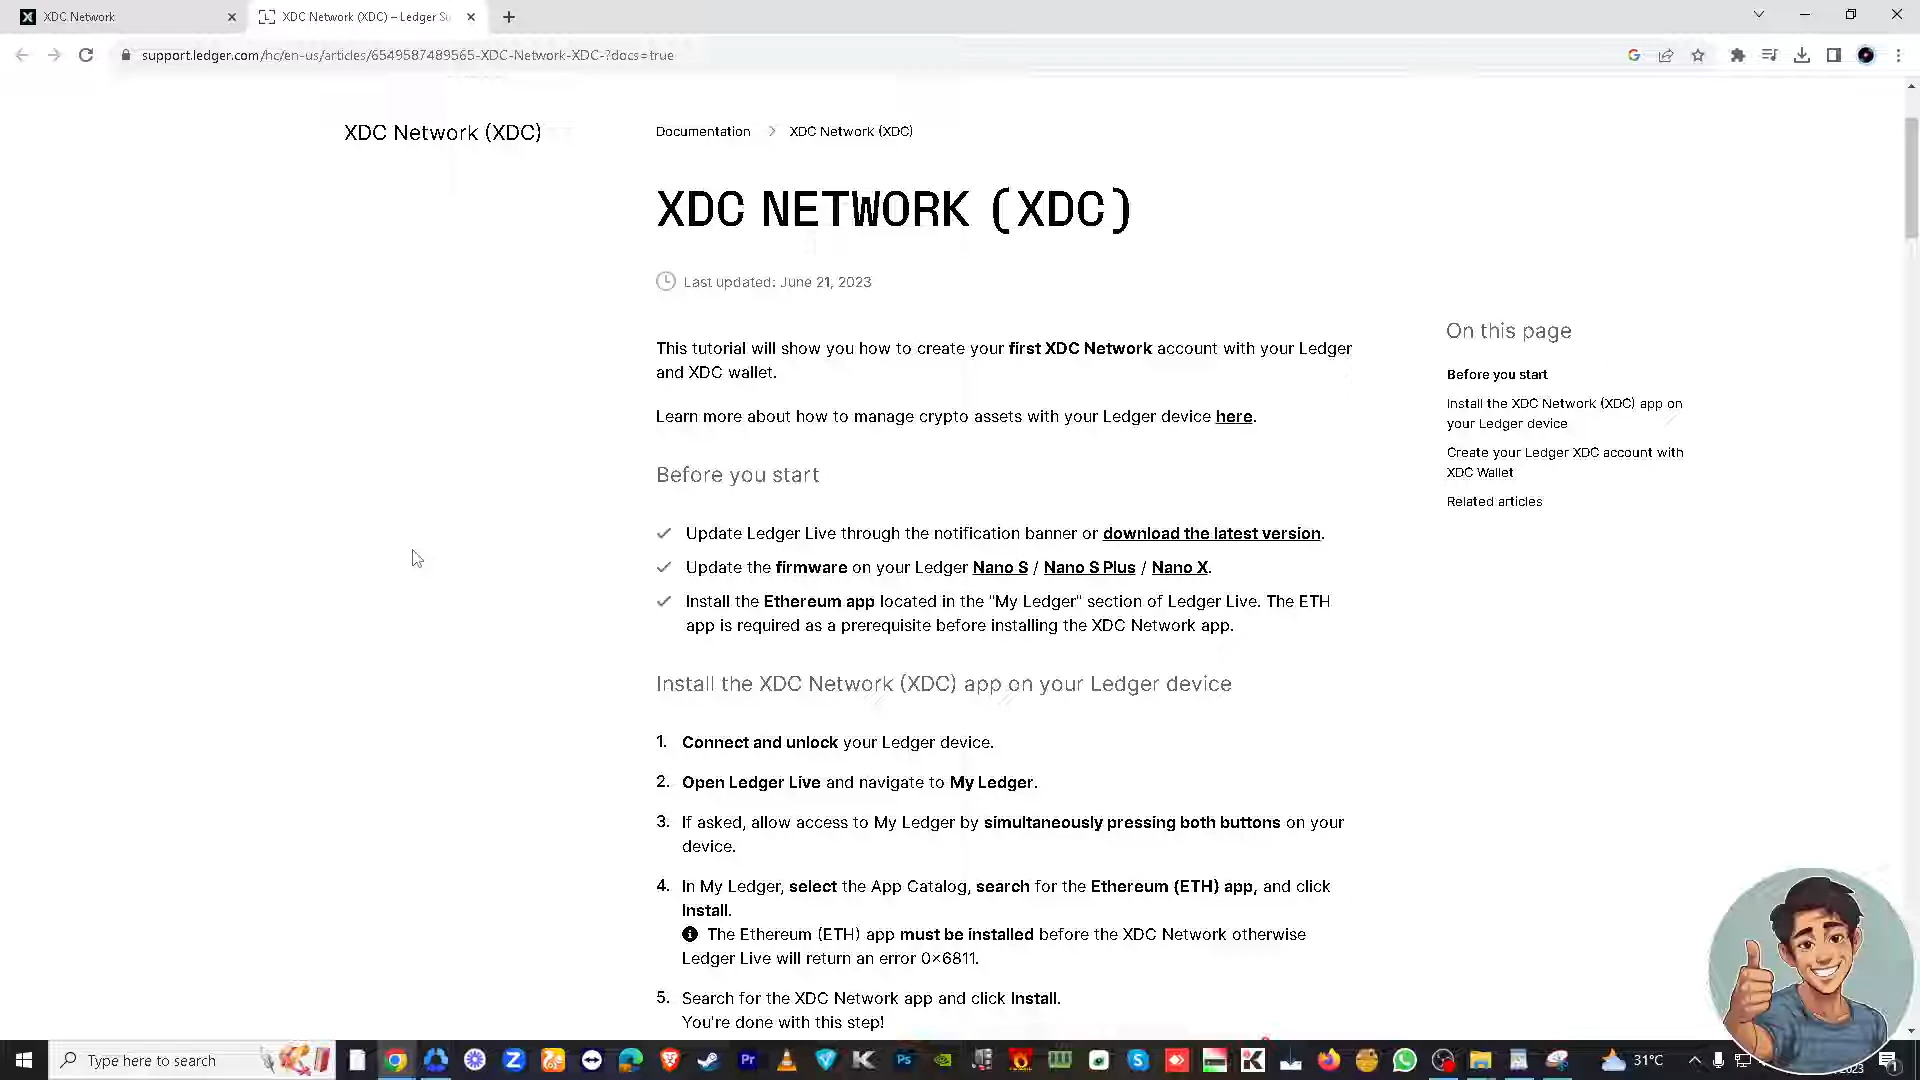 XDC Network
XDC Network (XDC) – Ledger Su
support.ledger.com/hc/en-us/articles/6549587489565-XDC-Network-XDC-?docs=true
XDC Network (XDC)
Documentation
XDC Network (XDC)
XDC NETWORK (XDC)
Last updated: June 21, 2023
This tutorial will show you how to create your first XDC Network account with your Ledger
and XDC wallet.
Learn more about how to manage crypto assets with your Ledger device here.
Before you start
Update Ledger Live through the notification banner or download the latest version.
Update the firmware on your Ledger Nano S / Nano S Plus / Nano X.
Install the Ethereum app located in the "My Ledger" section of Ledger Live. The ETH
app is required as a prerequisite before installing the XDC Network app.
Install the XDC Network (XDC) app on your Ledger device
1. Connect and unlock your Ledger device.
2. Open Ledger Live and navigate to My Ledger.
3. If asked, allow access to My Ledger by simultaneously pressing both buttons on your
device.
4. In My Ledger, select the App Catalog, search for the Ethereum (ETH) app, and click
Install.
The Ethereum (ETH) app must be installed before the XDC Network otherwise
Ledger Live will return an error 0x6811.
5. Search for the XDC Network app and click Install.
You're done with this step!
On this page
Before you start
Install the XDC Network (XDC) app on
your Ledger device
Create your Ledger XDC account with
XDC Wallet
Related articles
Type here to search
31°C